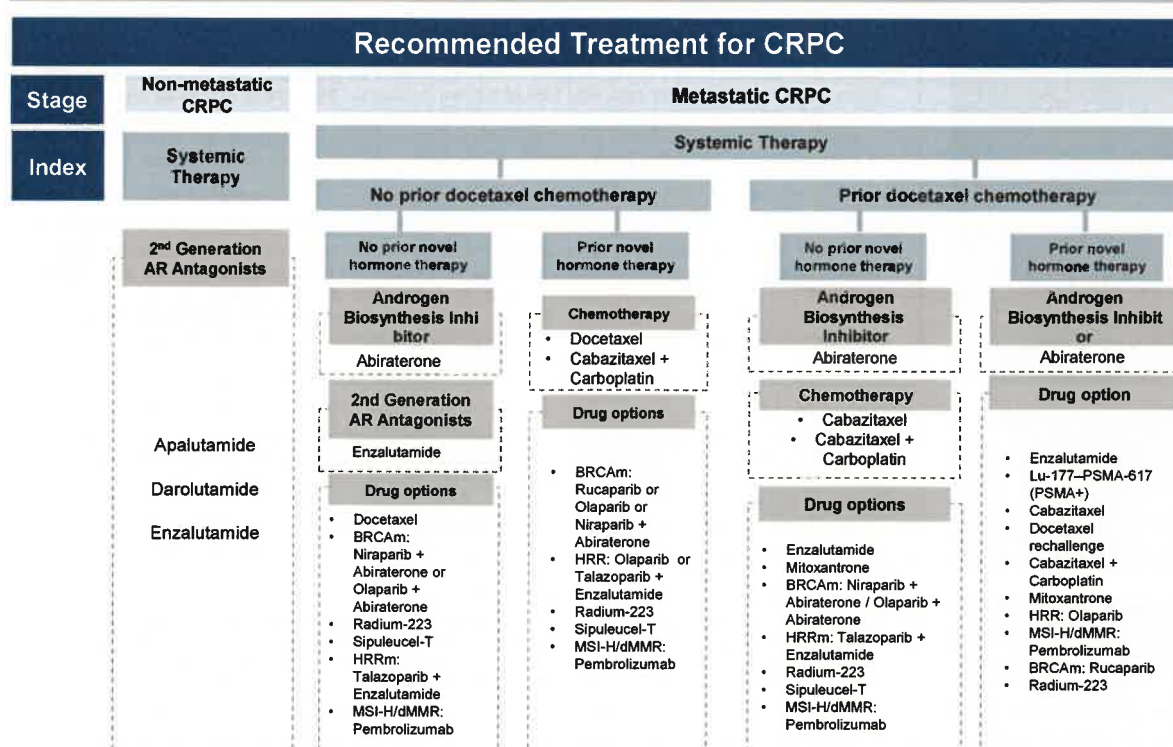 Recommended Treatment for CRPC
Stage
Non-metastatic
CRPC
Metastatic CRPC
Index
Systemic
Therapy
Systemic Therapy
No prior docetaxel chemotherapy
Prior docetaxel chemotherapy
2nd Generation
AR Antagonists
Apalutamide
Darolutamide
Enzalutamide
No prior novel
hormone therapy
Androgen
Biosynthesis Inhi
bitor
Abiraterone
2nd Generation
AR Antagonists
Enzalutamide
Drug options
• Docetaxel
• BRCAm:
Niraparib +
Abiraterone or
Olaparib +
Abiraterone
• Radium-223
• Sipuleucel-T
• HRRm:
Talazoparib +
Enzalutamide
• MSI-H/dMMR:
Pembrolizumab
Prior novel
hormone therapy
Chemotherapy
• Docetaxel
• Cabazitaxel +
Carboplatin
Drug options
• BRCAm:
Rucaparib or
Olaparib or
Niraparib +
Abiraterone
• HRR: Olaparib or
Talazoparib +
Enzalutamide
• Radium-223
• Sipuleucel-T
• MSI-H/dMMR:
Pembrolizumab
No prior novel
hormone therapy
Androgen
Biosynthesis
Inhibitor
Abiraterone
Chemotherapy
• Cabazitaxel
• Cabazitaxel +
Carboplatin
Drug options
• Enzalutamide
• Mitoxantrone
• BRCAm: Niraparib +
Abiraterone / Olaparib +
Abiraterone
• HRRm: Talazoparib +
Enzalutamide
• Radium-223
• Sipuleucel-T
• MSI-H/dMMR:
Pembrolizumab
Prior novel
hormone therapy
Androgen
Biosynthesis Inhibit
or
Abiraterone
Drug option
• Enzalutamide
• Lu-177–PSMA-617
(PSMA+)
• Cabazitaxel
• Docetaxel
rechallenge
• Cabazitaxel +
Carboplatin
• Mitoxantrone
• HRR: Olaparib
• MSI-H/dMMR:
Pembrolizumab
• BRCAm: Rucaparib
• Radium-223